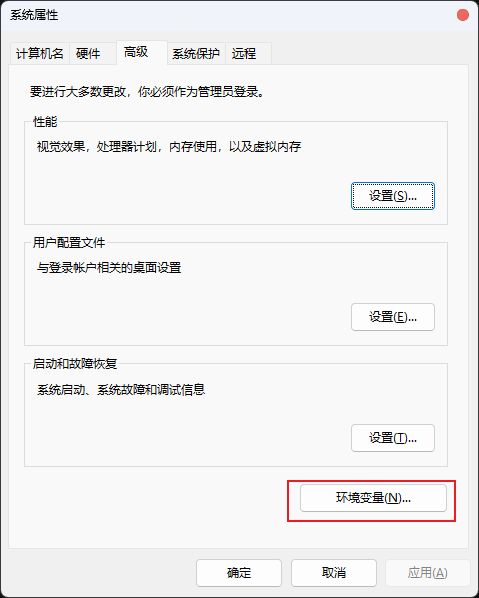 系统属性
计算机名 硬件 高级 系统保护 远程
要进行大多数更改，你必须作为管理员登录。
性能
视觉效果，处理器计划，内存使用，以及虚拟内存
设置(S)...
用户配置文件
与登录帐户相关的桌面设置
设置(E)...
启动和故障恢复
系统启动、系统故障和调试信息
设置(T)...
环境变量(N)...
确定 取消 应用(A)